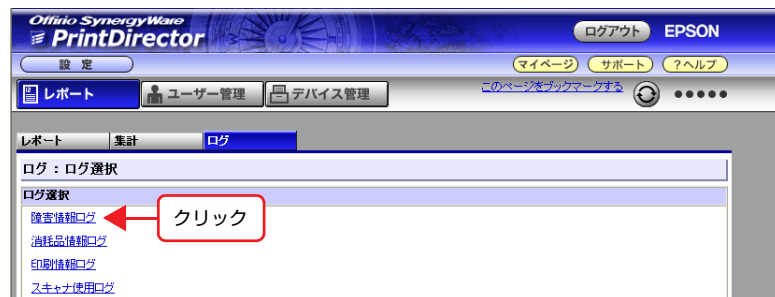 Offirio SynergyWare
PrintDirector
ログアウト EPSON
設 定
マイページ サポート ?ヘルプ
レポート ユーザー管理 デバイス管理 このページをブックマークする
レポート 集計 ログ
ログ:ログ選択
ログ選択
障害情報ログ クリック
消耗品情報ログ
印刷情報ログ
スキャナ使用ログ